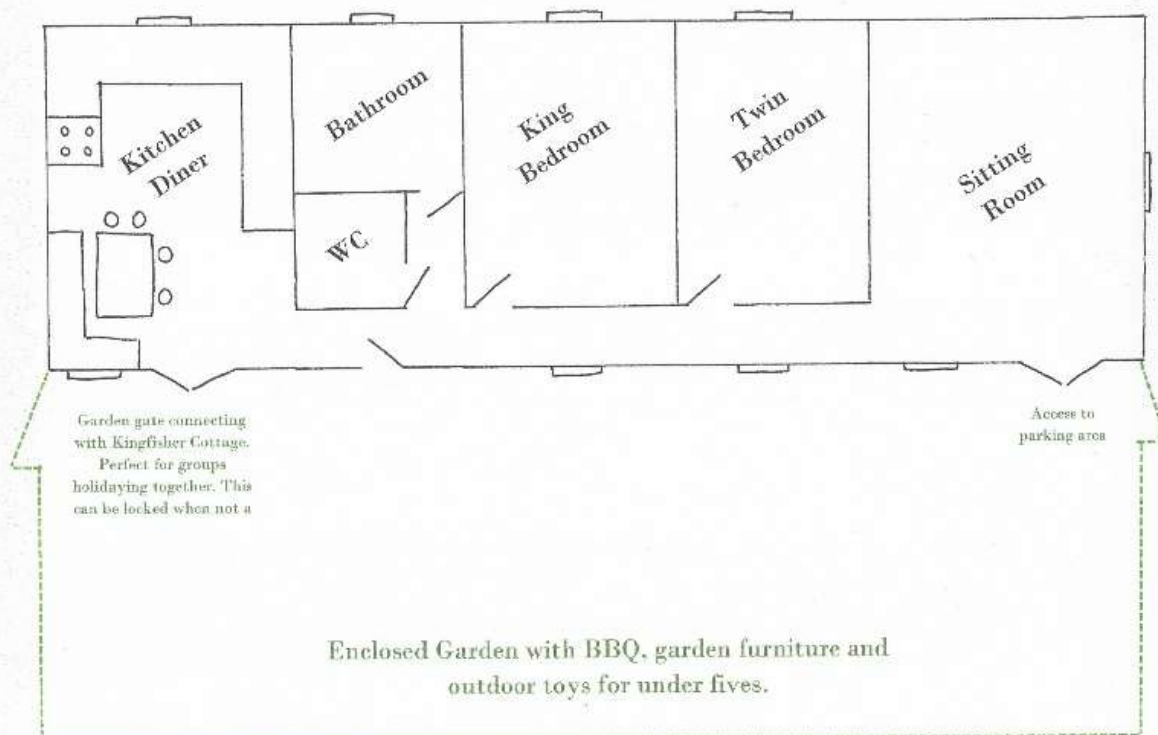 Bathroom
King
Bedroom
Twin
Bedroom
Kitchen
Diner
Sitting
Room
WC
Garden gate connecting
with Kingfisher Cottage.
Perfect for groups
holidaying together. This
can be locked when not a
Access to
parking area
Enclosed Garden with BBQ, garden furniture and
outdoor toys for under fives.